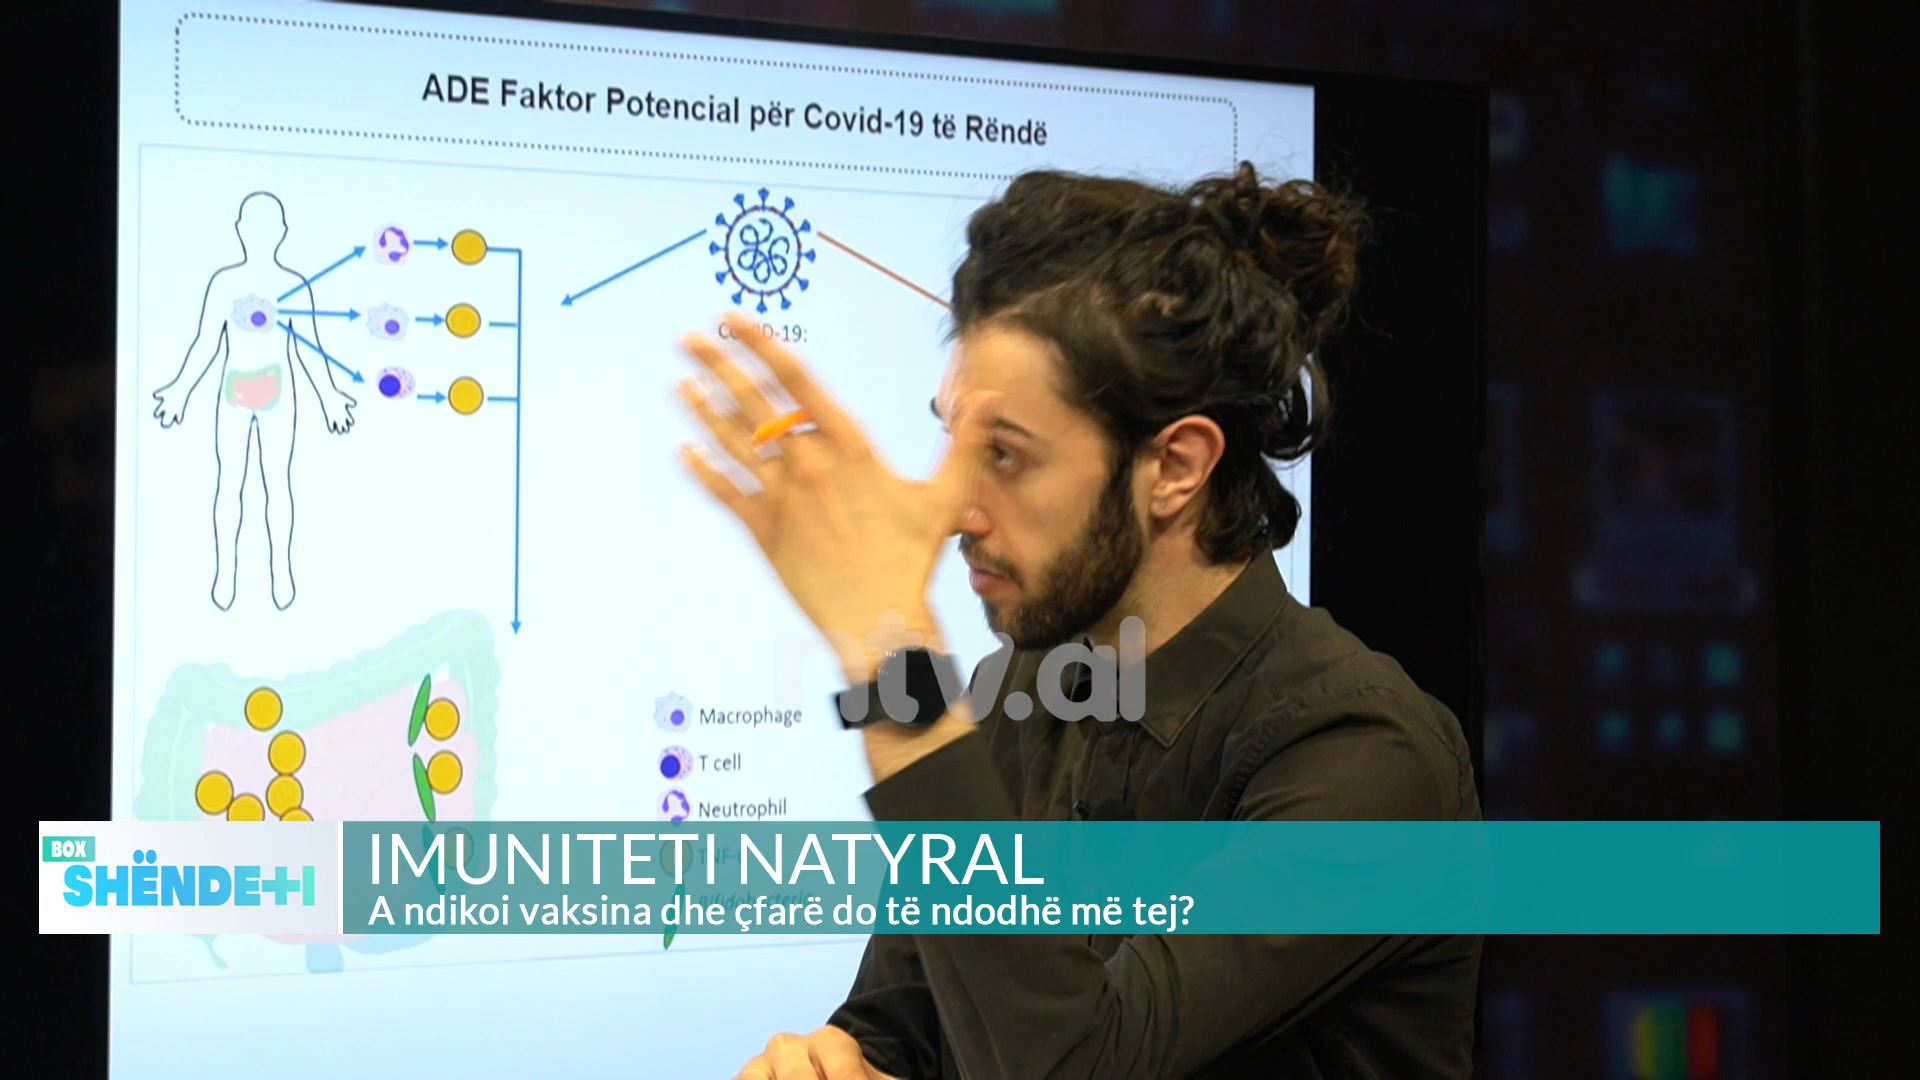 ADE Faktor Potencial për Covid-19 të Rëndë
Macrophage
T cell
Neutrophil
ntv.al
BOX
SHËNDETI
IMUNITETI NATYRAL
A ndikoi vaksina dhe çfarë do të ndodhë më tej?